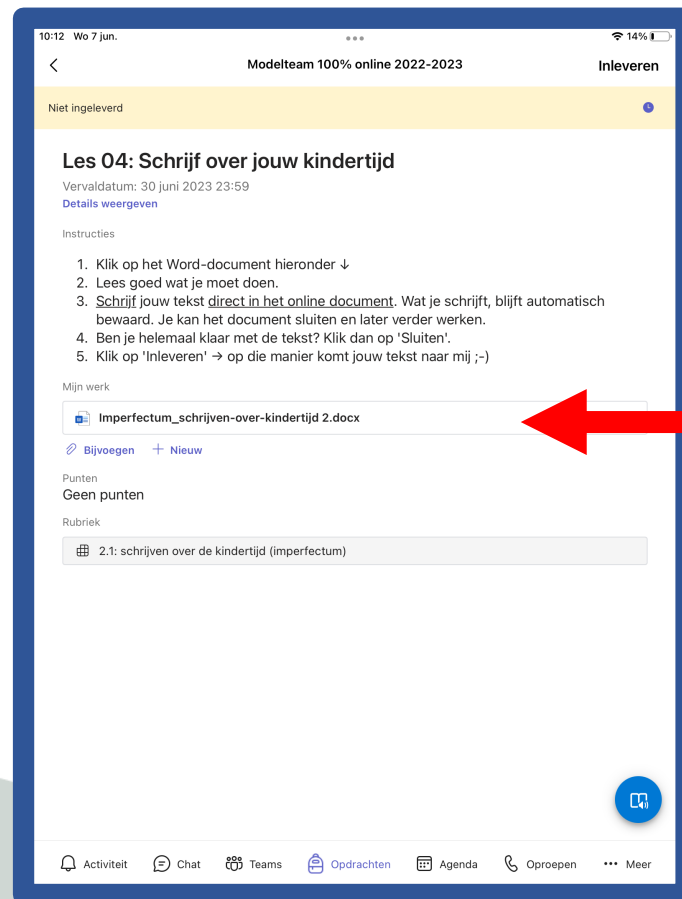 10:12 Wo 7 jun.
14%
Modelteam 100% online 2022-2023
Inleveren
Niet ingeleverd
Les 04: Schrijf over jouw kindertijd
Vervaldatum: 30 juni 2023 23:59
Details weergeven
Instructies
1. Klik op het Word-document hieronder ↓
2. Lees goed wat je moet doen.
3. Schrijf jouw tekst direct in het online document. Wat je schrijft, blijft automatisch
bewaard. Je kan het document sluiten en later verder werken.
4. Ben je helemaal klaar met de tekst? Klik dan op 'Sluiten'.
5. Klik op 'Inleveren' → op die manier komt jouw tekst naar mij ;-)
Mijn werk
Imperfectum_schrijven-over-kindertijd 2.docx
Bijvoegen
Nieuw
Punten
Geen punten
Rubriek
2.1: schrijven over de kindertijd (imperfectum)
Activiteit
Chat
Teams
Opdrachten
Agenda
Oproepen
Meer